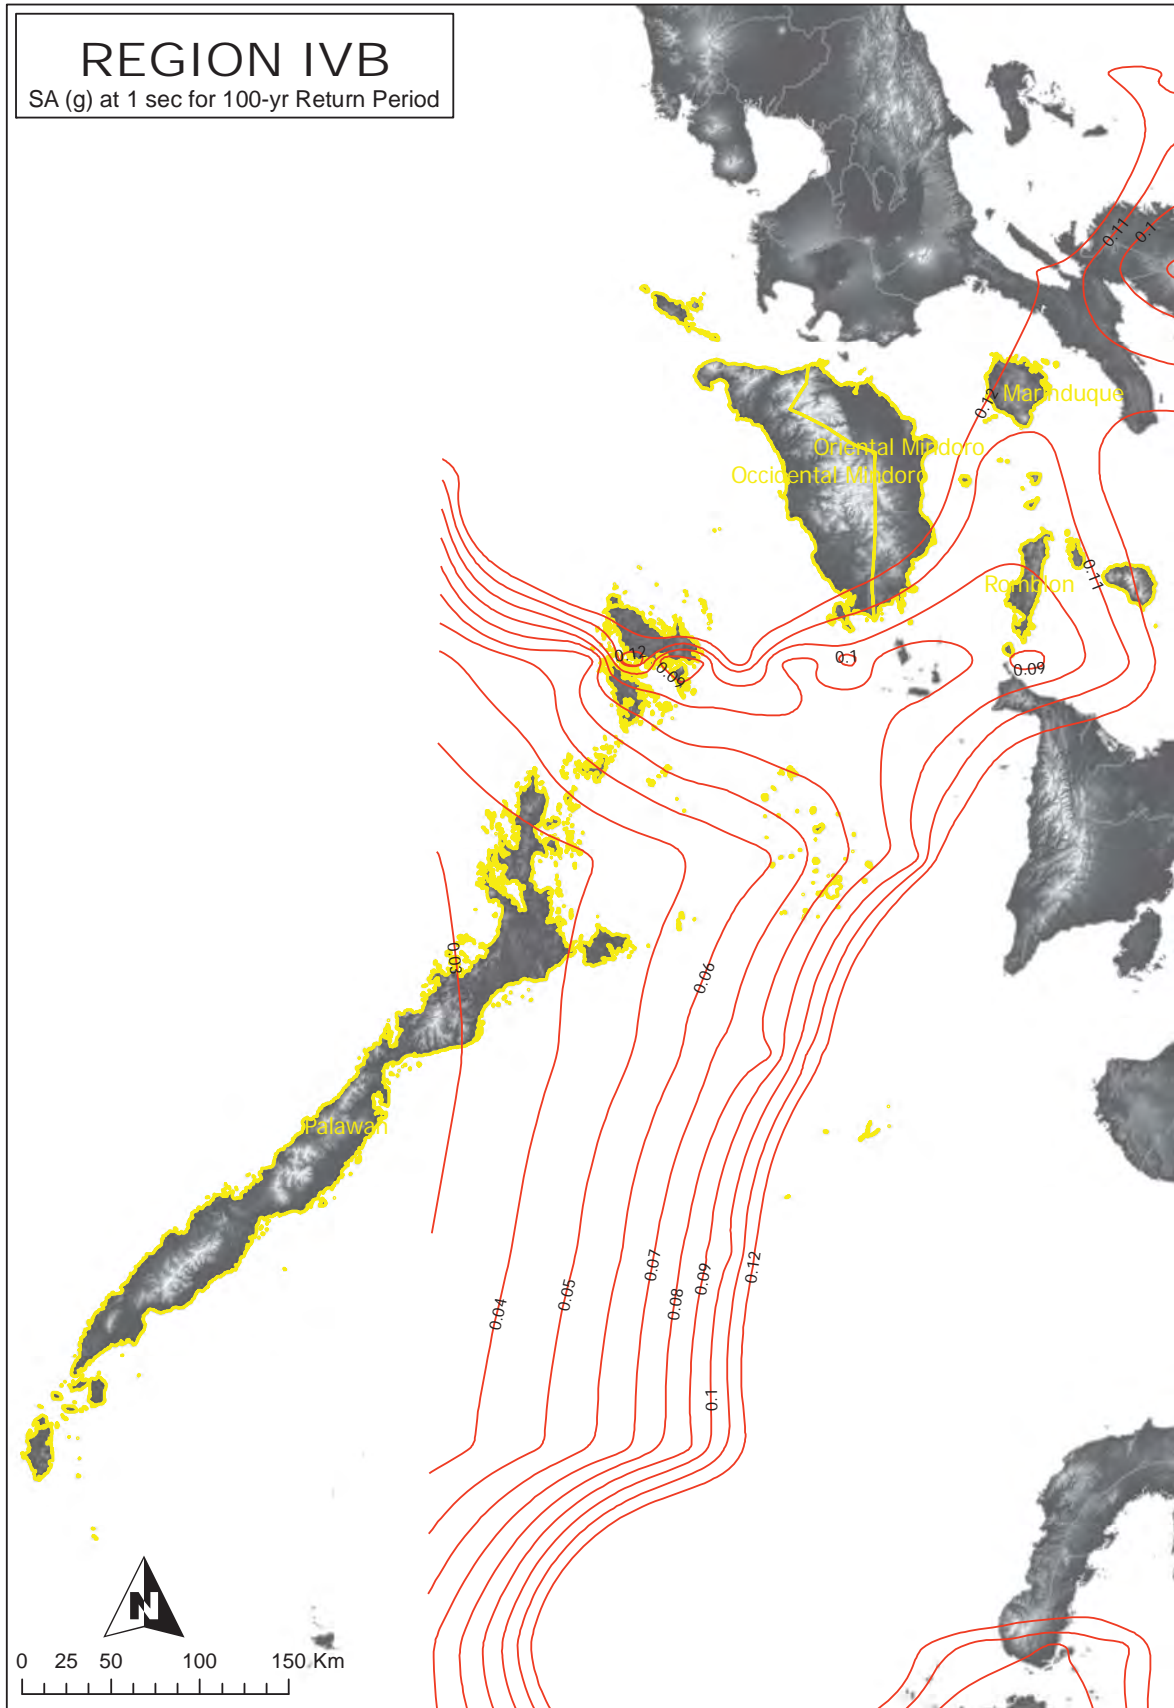 REGION IVB
SA (g) at 1 sec for 100-yr Return Period
0.11
0.1
0.12
Marinduque
Oriental Mindoro
Occidental Mindoro
0.11
Romblon
0.12
0.09
0.1
0.09
0.03
0.06
Palawan
0.07
0.12
0.09
0.05
0.08
0.04
0.1
N
0 25 50 100 150 Km